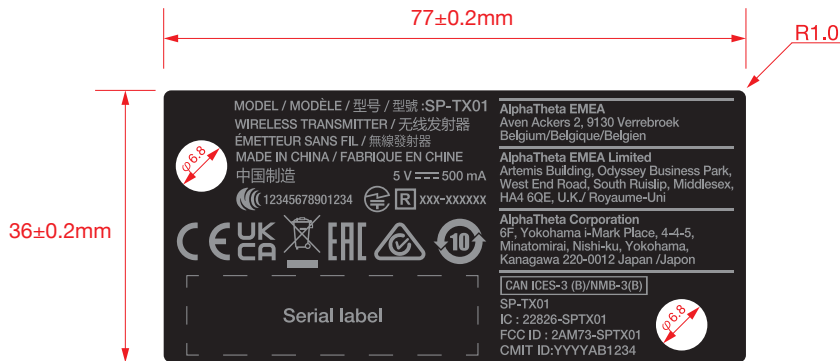 77±0.2mm
R1.0
36±0.2mm
φ6.8
MODEL / MODÈLE / 型号 / 型號 :SP-TX01
WIRELESS TRANSMITTER / 无线发射器
ÉMETTEUR SANS FIL / 無線發射器
MADE IN CHINA / FABRIQUE EN CHINE
中国制造
5 V 500 mA
12345678901234
R xxx-xxxxxx
CE UK CA EAC 10
Serial label
AlphaTheta EMEA
Aven Ackers 2, 9130 Verrebroek
Belgium/Belgique/Belgien
AlphaTheta EMEA Limited
Artemis Building, Odyssey Business Park,
West End Road, South Ruislip, Middlesex,
HA4 6QE, U.K./ Royaume-Uni
AlphaTheta Corporation
6F, Yokohama i-Mark Place, 4-4-5,
Minatomirai, Nishi-ku, Yokohama,
Kanagawa 220-0012 Japan /Japon
CAN ICES-3 (B)/NMB-3(B)
SP-TX01
IC : 22826-SPTX01
FCC ID : 2AM73-SPTX01
CMIT ID:YYYYAB1234
φ6.8